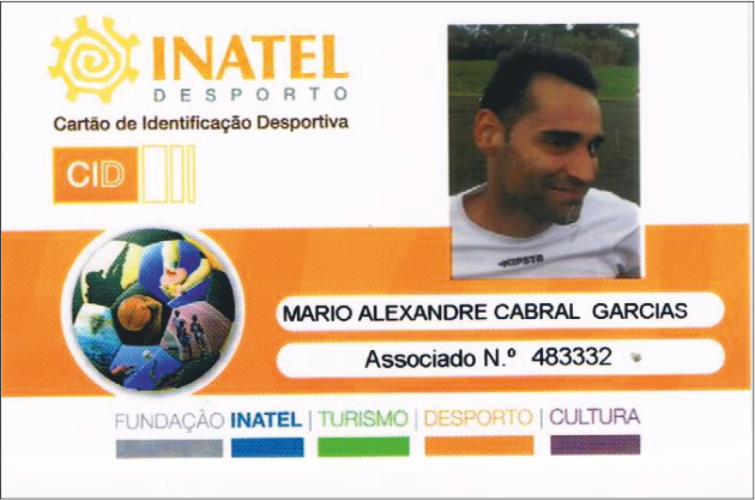 INATEL
DESPORTO
Cartão de Identificação Desportiva
CID
KIPSTA
MARIO ALEXANDRE CABRAL GARCIAS
Associado N.º 483332
FUNDAÇÃO INATEL | TURISMO | DESPORTO | CULTURA